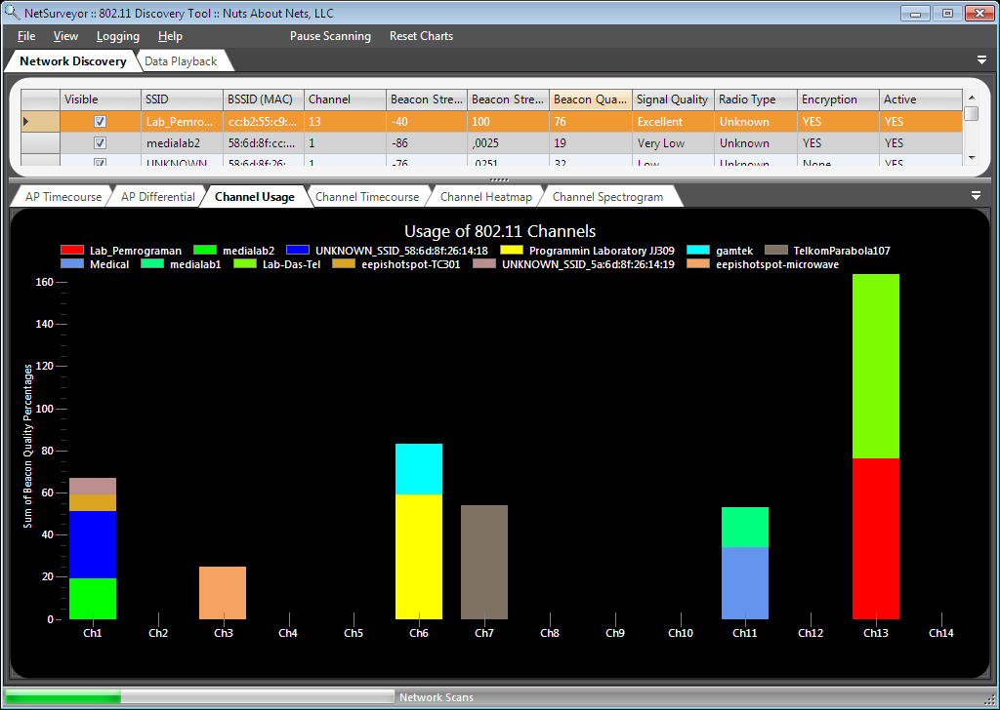 NetSurveyor :: 802.11 Discovery Tool :: Nuts About Nets, LLC
File View Logging Help Pause Scanning Reset Charts
Network Discovery Data Playback
Visible SSID BSSID (MAC) Channel Beacon Stre... Beacon Stre... Beacon Qua... Signal Quality Radio Type Encryption Active
Lab_Pemro... cc:b2:55:c9:... 13 -40 100 76 Excellent Unknown YES YES
medialab2 58:6d:8f:cc:... 1 -86 ,0025 19 Very Low Unknown YES YES
UNKNOWN 58:6d:8f:26: 1 -76 ,0251 32 Low Unknown None YES
AP Timecourse AP Differential Channel Usage Channel Timecourse Channel Heatmap Channel Spectrogram
Usage of 802.11 Channels
Lab_Pemrograman medialab2 UNKNOWN_SSID_58:6d:8f:26:14:18 Programmin Laboratory JJ309 gamtek TelkomParabola107
Medical medialab1 Lab-Das-Tel eepishotspot-TC301 UNKNOWN_SSID_5a:6d:8f:26:14:19 eepishotspot-microwave
Sum of Beacon Quality Percentages
160
140
120
100
80
60
40
20
0
Ch1 Ch2 Ch3 Ch4 Ch5 Ch6 Ch7 Ch8 Ch9 Ch10 Ch11 Ch12 Ch13 Ch14
Network Scans